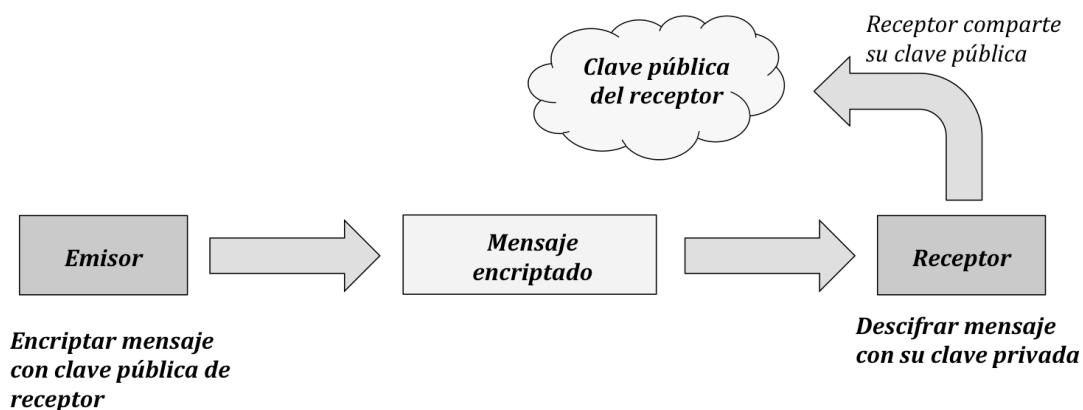 Receptor comparte
su clave pública
Clave pública
del receptor
Emisor
Mensaje
encriptado
Receptor
Encriptar mensaje
con clave pública de
receptor
Descifrar mensaje
con su clave privada